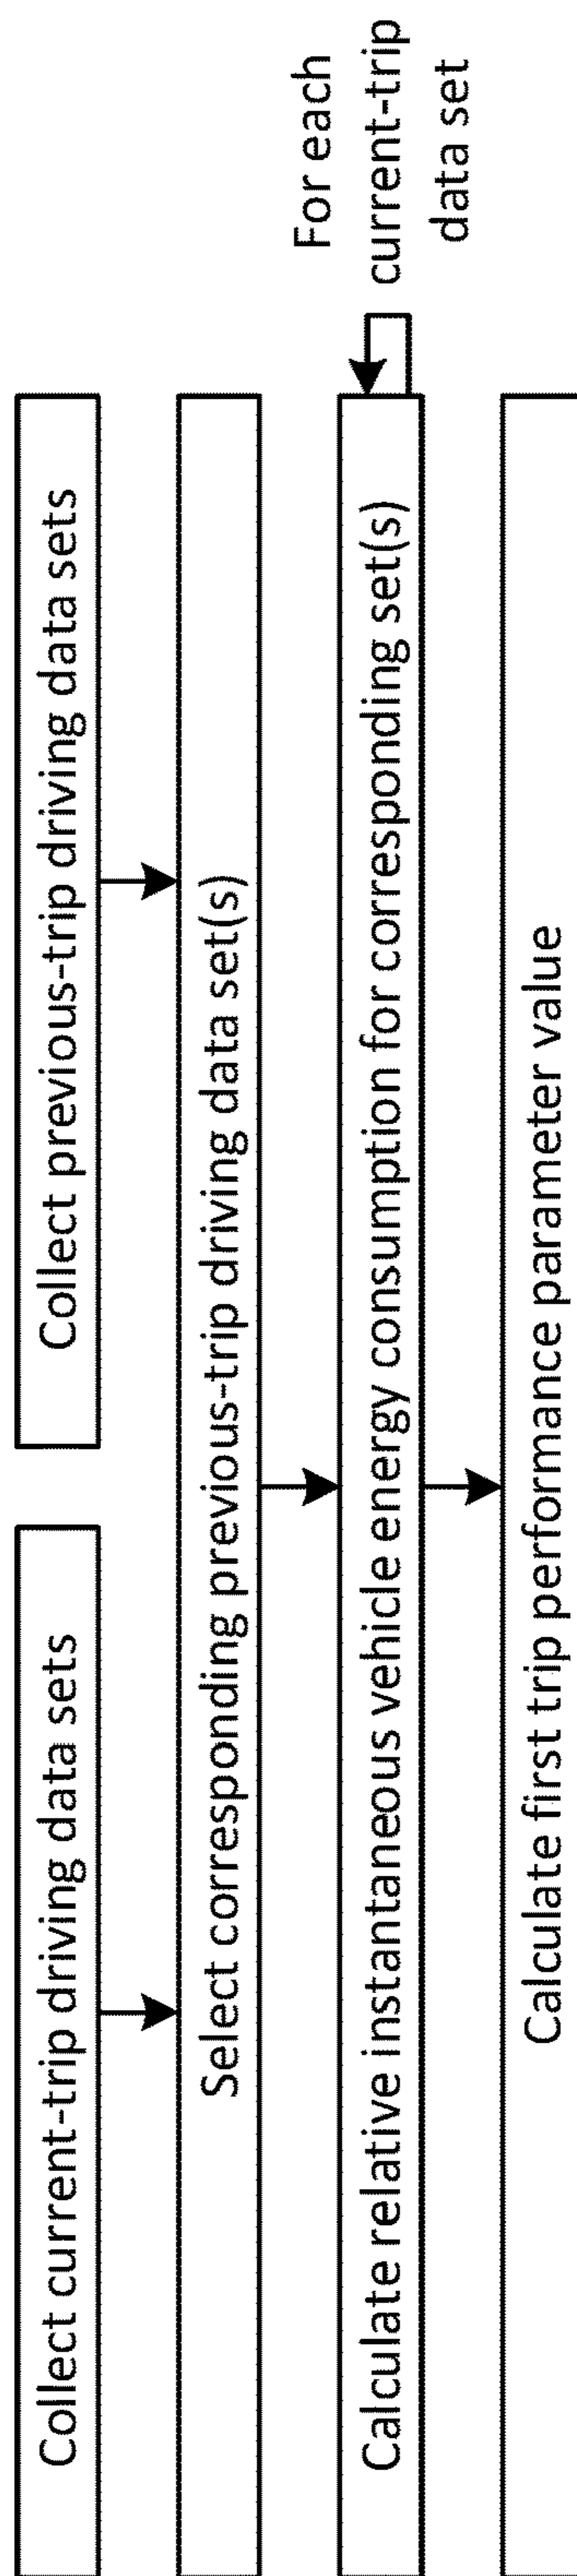 Collect current-trip driving data sets
Collect previous-trip driving data sets
Select corresponding previous-trip driving data set(s)
Calculate relative instantaneous vehicle energy consumption for corresponding set(s)
For each
current-trip
data set
Calculate first trip performance parameter value